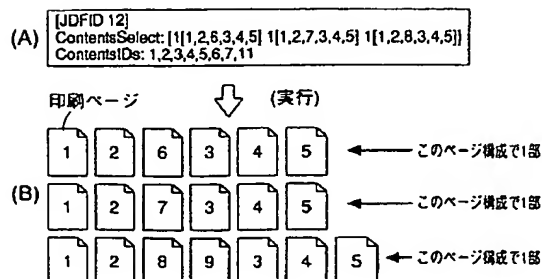 (A)
[JDFID 12]
ContentsSelect: [1[1,2,6,3,4,5] 1[1,2,7,3,4,5] 1[1,2,8,3,4,5]]
ContentsIDs: 1,2,3,4,5,6,7,11
印刷ページ (実行)
1 2 6 3 4 5 このページ構成で1部
(B) 1 2 7 3 4 5 このページ構成で1部
1 2 8 9 3 4 5 このページ構成で1部